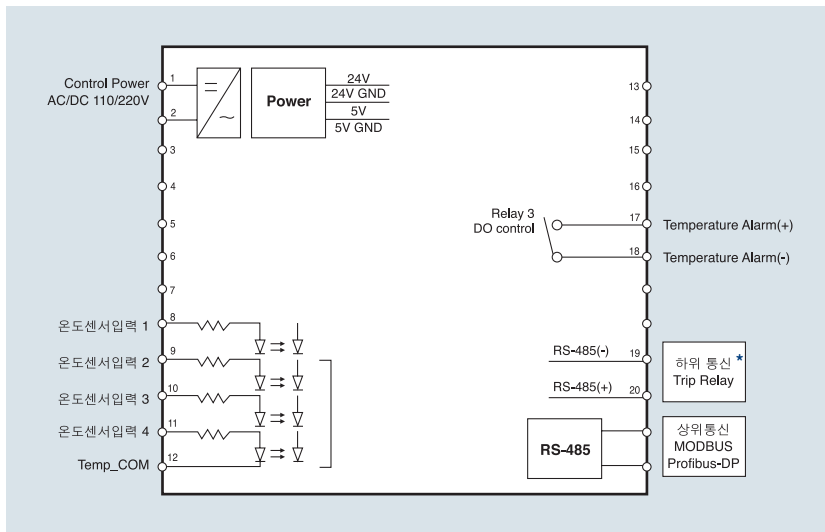 Control Power
AC/DC 110/220V
1
2
3
4
5
6
7
=
~
Power
24V
24V GND
5V
5V GND
13
14
15
16
Relay 3
DO control
17
Temperature Alarm(+)
18
Temperature Alarm(-)
온도센서입력 1
8
온도센서입력 2
9
온도센서입력 3
10
온도센서입력 4
11
Temp_COM
12
RS-485(-)
19
RS-485(+)
20
하위 통신 *
Trip Relay
RS-485
상위통신
MODBUS
Profibus-DP